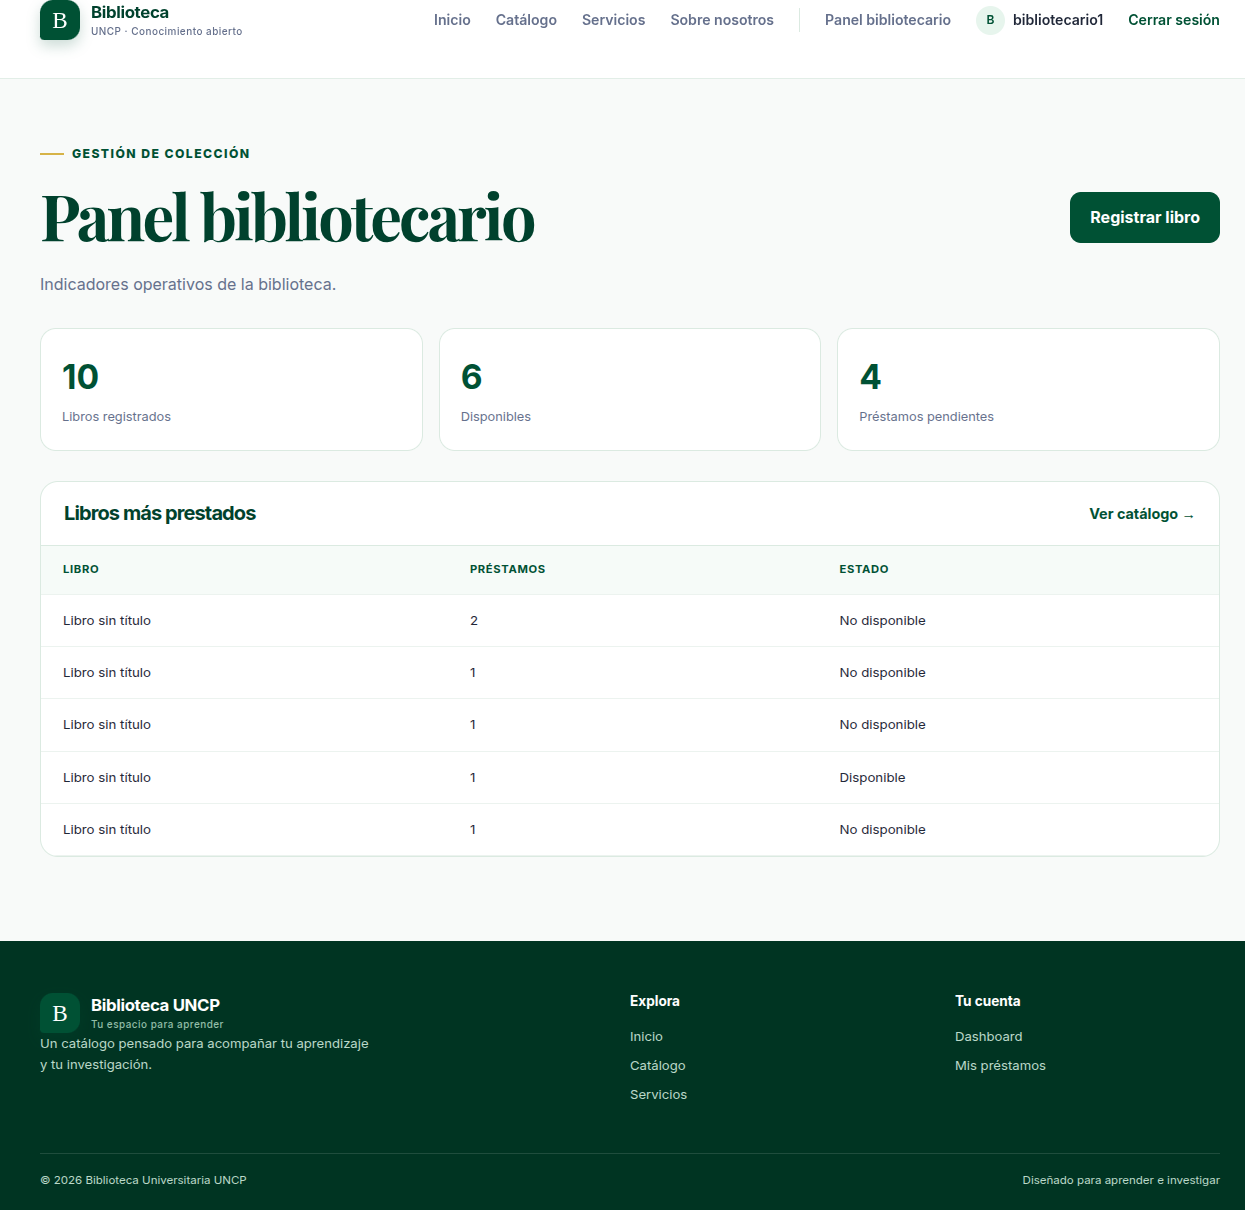 B
Biblioteca
UNCP · Conocimiento abierto
Inicio Catálogo Servicios Sobre nosotros Panel bibliotecario B bibliotecario1 Cerrar sesión
GESTIÓN DE COLECCIÓN
Panel bibliotecario
Registrar libro
Indicadores operativos de la biblioteca.
10
Libros registrados
6
Disponibles
4
Préstamos pendientes
Libros más prestados Ver catálogo →
LIBRO PRÉSTAMOS ESTADO
Libro sin título 2 No disponible
Libro sin título 1 No disponible
Libro sin título 1 No disponible
Libro sin título 1 Disponible
Libro sin título 1 No disponible
B
Biblioteca UNCP
Tu espacio para aprender
Un catálogo pensado para acompañar tu aprendizaje
y tu investigación.
Explora
Inicio
Catálogo
Servicios
Tu cuenta
Dashboard
Mis préstamos
© 2026 Biblioteca Universitaria UNCP
Diseñado para aprender e investigar